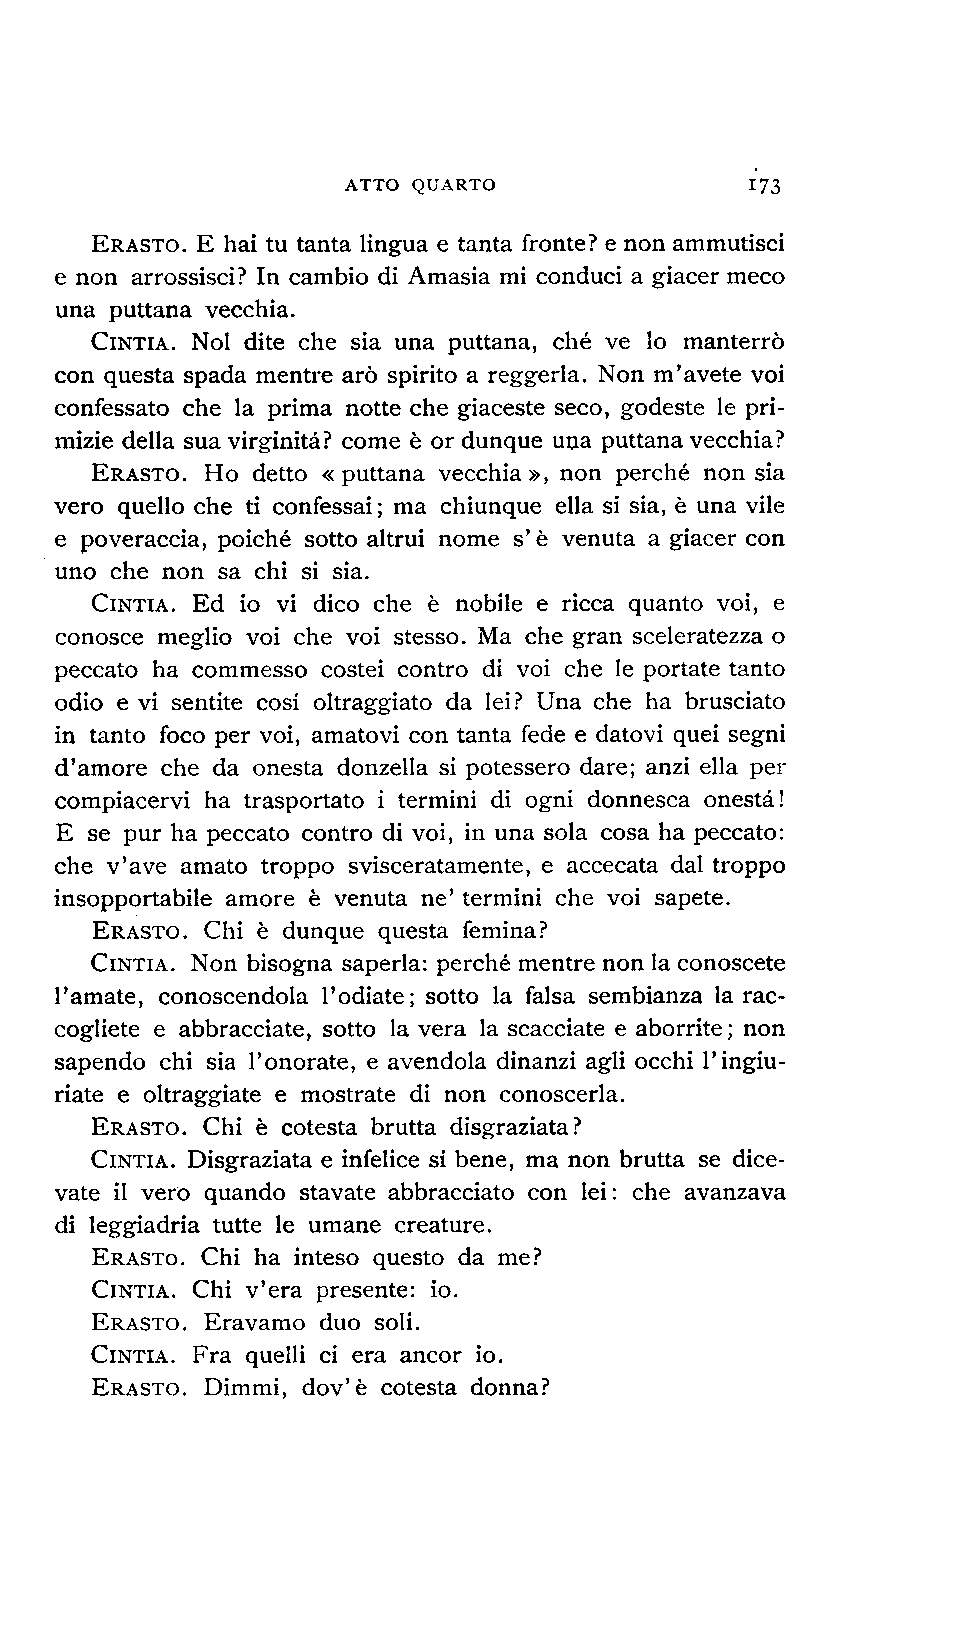 ATTO QUARTO 173
ERASTO. E hai tu tanta lingua e tanta fronte? e non ammutisci
e non arrossisci? In cambio di Amasia mi conduci a giacer meco
una puttana vecchia.
CINTIA. Nol dite che sia una puttana, ché ve lo manterrò
con questa spada mentre arò spirito a reggerla. Non m'avete voi
confessato che la prima notte che giaceste seco, godeste le pri-
mizie della sua virginitá? come è or dunque una puttana vecchia?
ERASTO. Ho detto « puttana vecchia », non perché non sia
vero quello che ti confessai; ma chiunque ella si sia, è una vile
e poveraccia, poiché sotto altrui nome s'è venuta a giacer con
uno che non sa chi si sia.
CINTIA. Ed io vi dico che è nobile e ricca quanto voi, e
conosce meglio voi che voi stesso. Ma che gran sceleratezza o
peccato ha commesso costei contro di voi che le portate tanto
odio e vi sentite cosí oltraggiato da lei? Una che ha brusciato
in tanto foco per voi, amatovi con tanta fede e datovi quei segni
d'amore che da onesta donzella si potessero dare; anzi ella per
compiacervi ha trasportato i termini di ogni donnesca onestá!
E se pur ha peccato contro di voi, in una sola cosa ha peccato:
che v'ave amato troppo svisceratamente, e accecata dal troppo
insopportabile amore è venuta ne' termini che voi sapete.
ERASTO. Chi è dunque questa femina?
CINTIA. Non bisogna saperla: perché mentre non la conoscete
l'amate, conoscendola l'odiate; sotto la falsa sembianza la rac-
cogliete e abbracciate, sotto la vera la scacciate e aborrite; non
sapendo chi sia l'onorate, e avendola dinanzi agli occhi l'ingiu-
riate e oltraggiate e mostrate di non conoscerla.
ERASTO. Chi è cotesta brutta disgraziata?
CINTIA. Disgraziata e infelice si bene, ma non brutta se dice-
vate il vero quando stavate abbracciato con lei: che avanzava
di leggiadria tutte le umane creature.
ERASTO. Chi ha inteso questo da me?
CINTIA. Chi v'era presente: io.
ERASTO. Eravamo duo soli.
CINTIA. Fra quelli ci era ancor io.
ERASTO. Dimmi, dov'è cotesta donna?